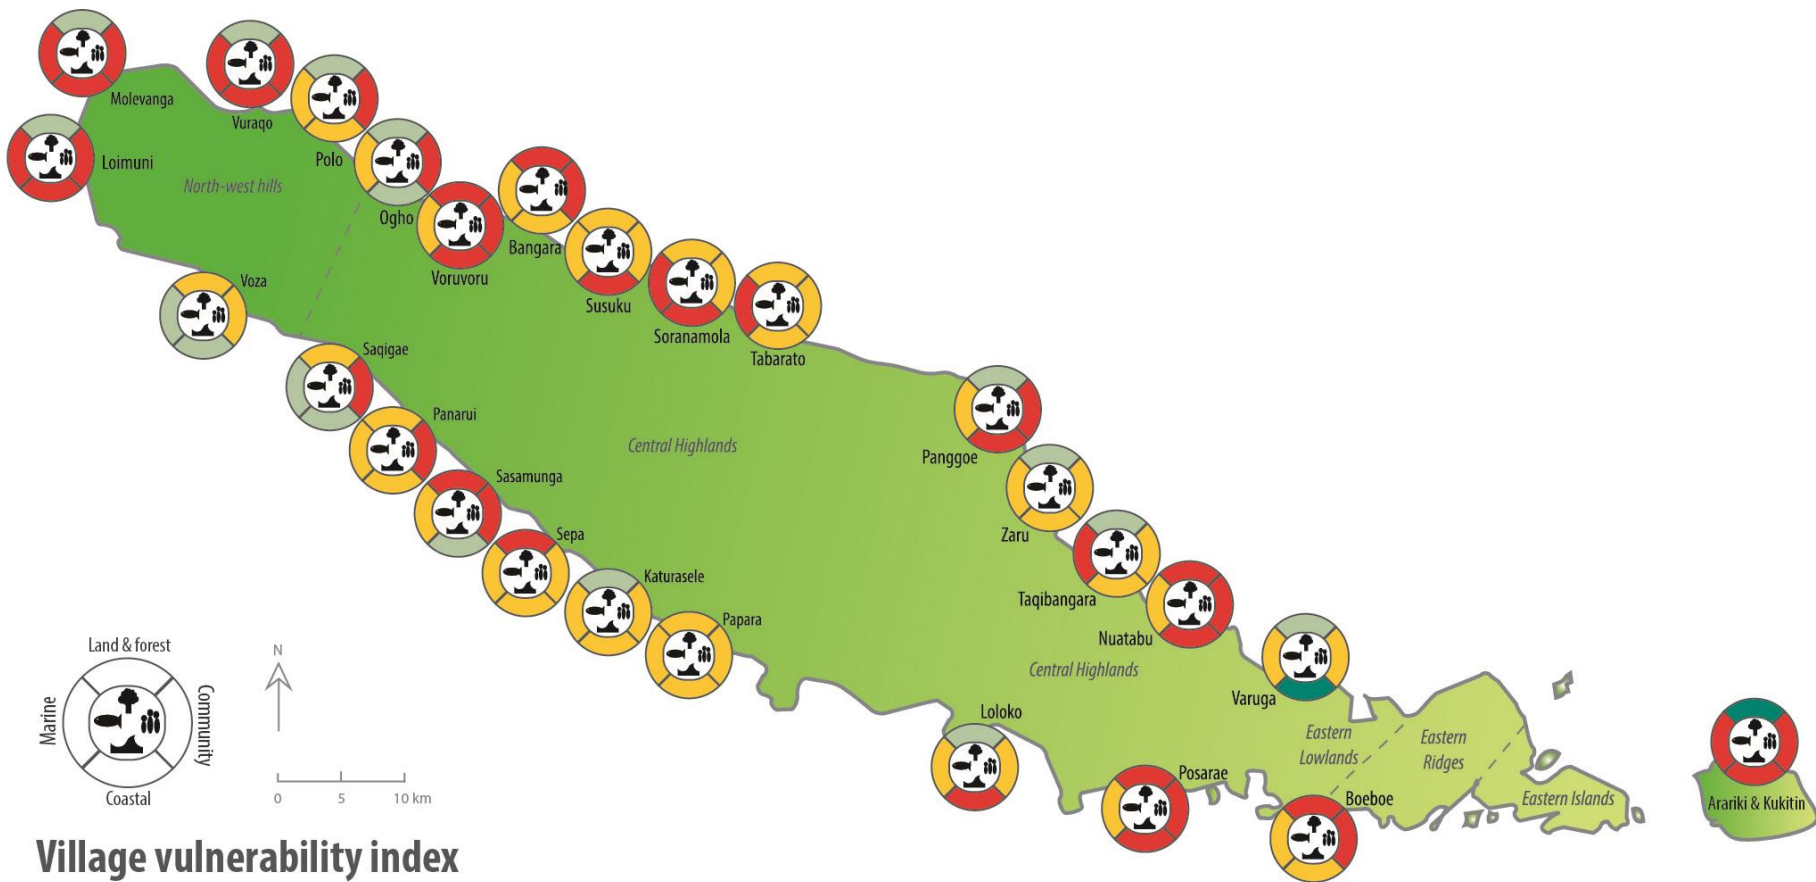 Molevanga
Vuraqo
Loimuni
Polo
North-west hills
Ogho
Bangara
Voruvoru
Voza
Susuku
Soranamola
Tabarato
Saqigae
Panarui
Central Highlands
Panggoe
Sasamunga
Sepa
Zaru
Katurasele
Taqibangara
Papara
Nuatabu
Central Highlands
Varuga
Loloko
Eastern
Lowlands
Eastern
Ridges
Posarae
Boeboe
Eastern Islands
Arariki & Kukitin
Land & forest
Marine
Community
Coastal
N
0 5 10 km
Village vulnerability index